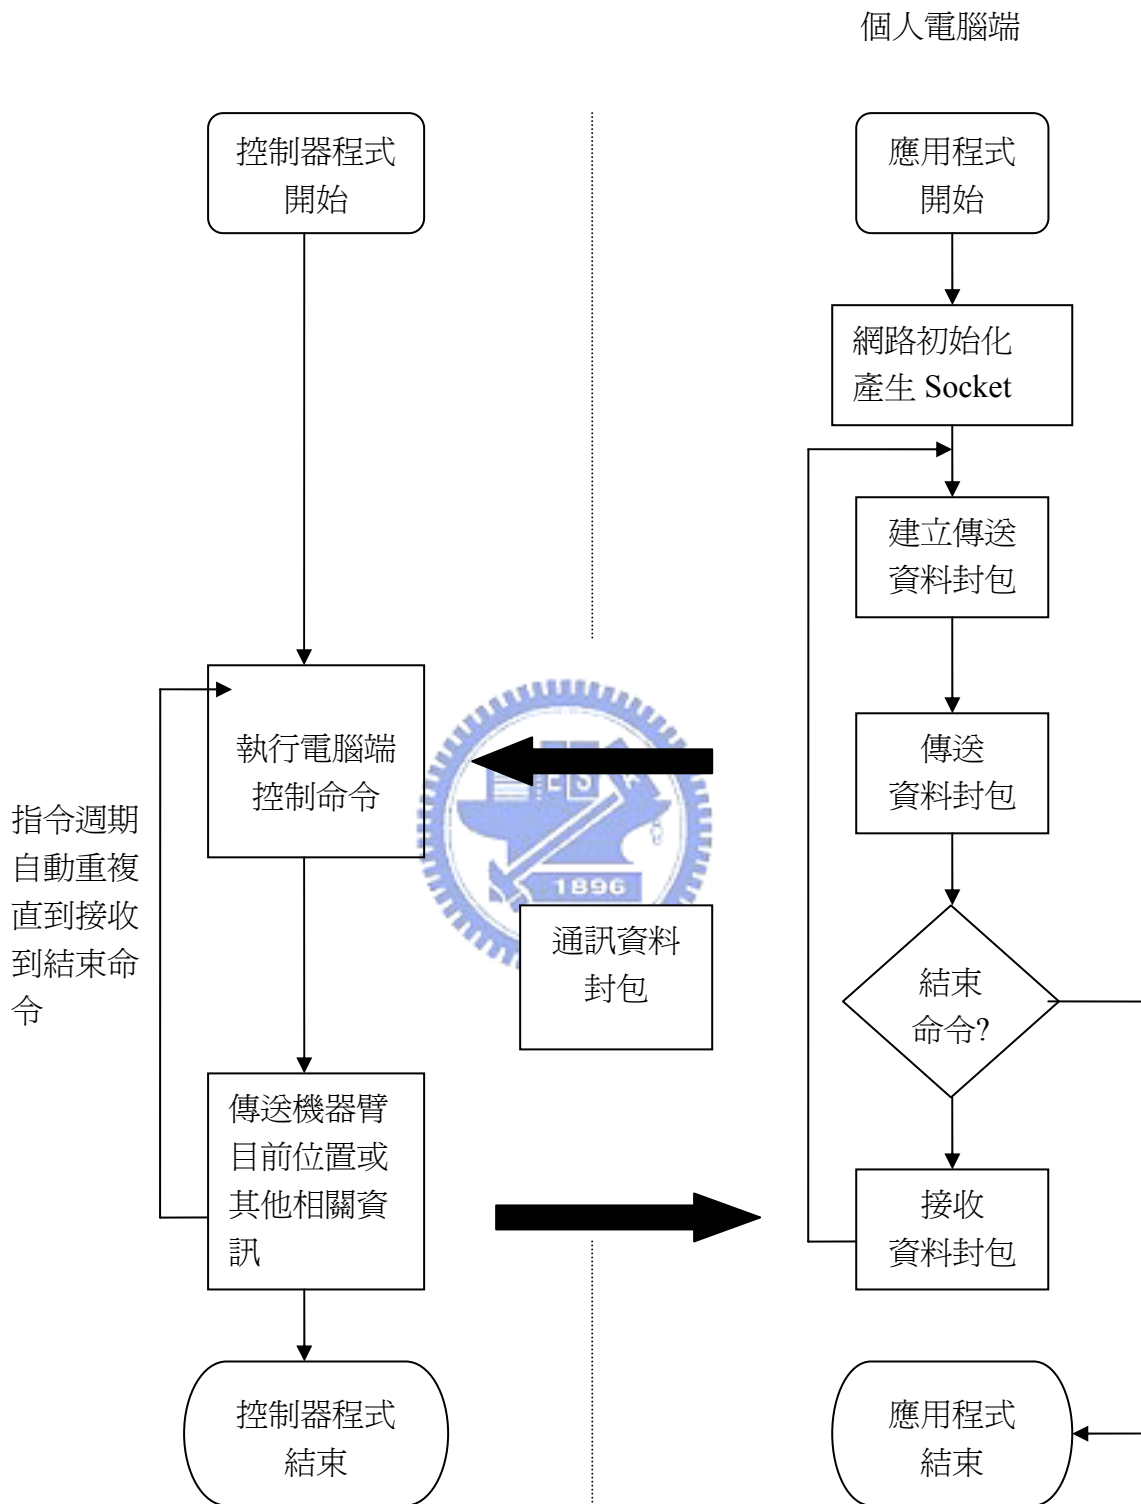 個人電腦端
控制器程式
開始
應用程式
開始
網路初始化
產生 Socket
建立傳送
資料封包
執行電腦端
控制命令
傳送
資料封包
指令週期
自動重複
直到接收
到結束命
令
1896
通訊資料
封包
結束
命令?
傳送機器臂
目前位置或
其他相關資
訊
接收
資料封包
控制器程式
結束
應用程式
結束